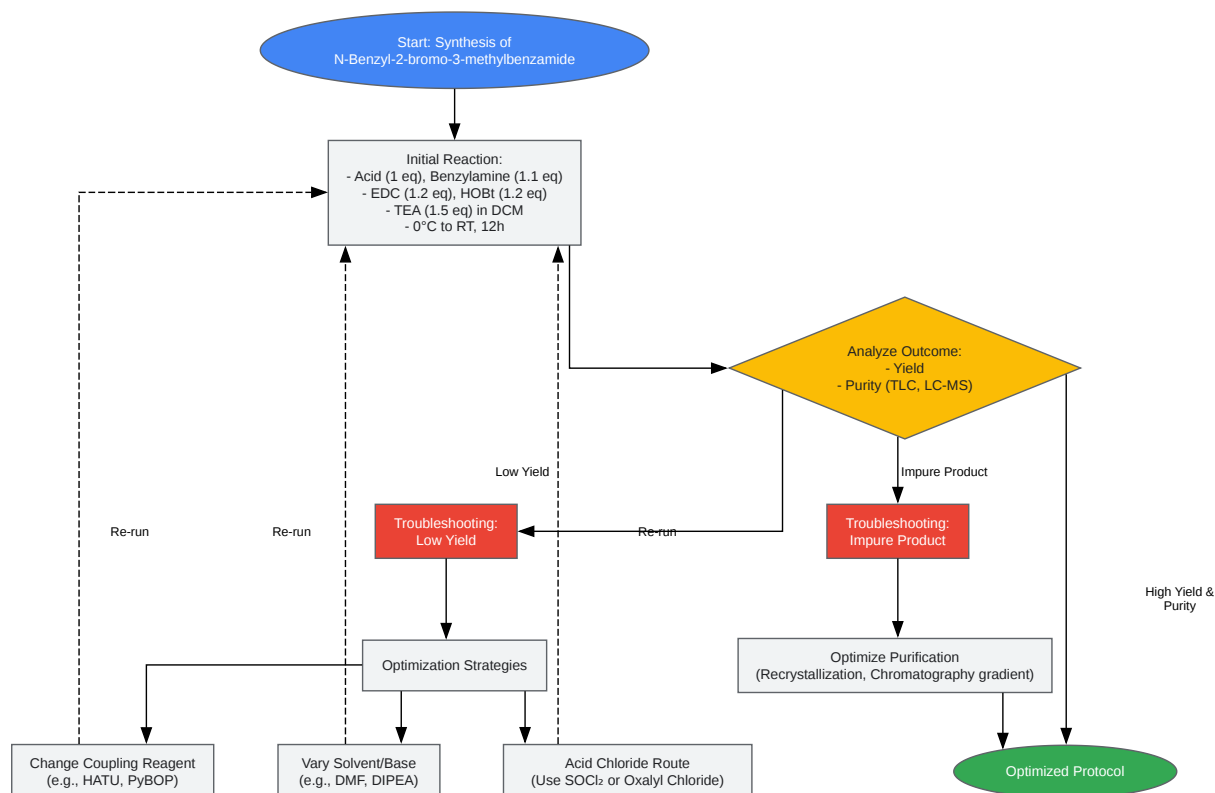 Start: Synthesis of
N-Benzyl-2-bromo-3-methylbenzamide
Initial Reaction:
- Acid (1 eq), Benzylamine (1.1 eq)
- EDC (1.2 eq), HOBt (1.2 eq)
- TEA (1.5 eq) in DCM
- 0°C to RT, 12h
Analyze Outcome:
- Yield
- Purity (TLC, LC-MS)
Low Yield
Impure Product
Re-run
Re-run
Troubleshooting:
Low Yield
Re-run
Troubleshooting:
Impure Product
High Yield &
Purity
Optimization Strategies
Optimize Purification
(Recrystallization, Chromatography gradient)
Change Coupling Reagent
(e.g., HATU, PyBOP)
Vary Solvent/Base
(e.g., DMF, DIPEA)
Acid Chloride Route
(Use SOCl₂ or Oxalyl Chloride)
Optimized Protocol